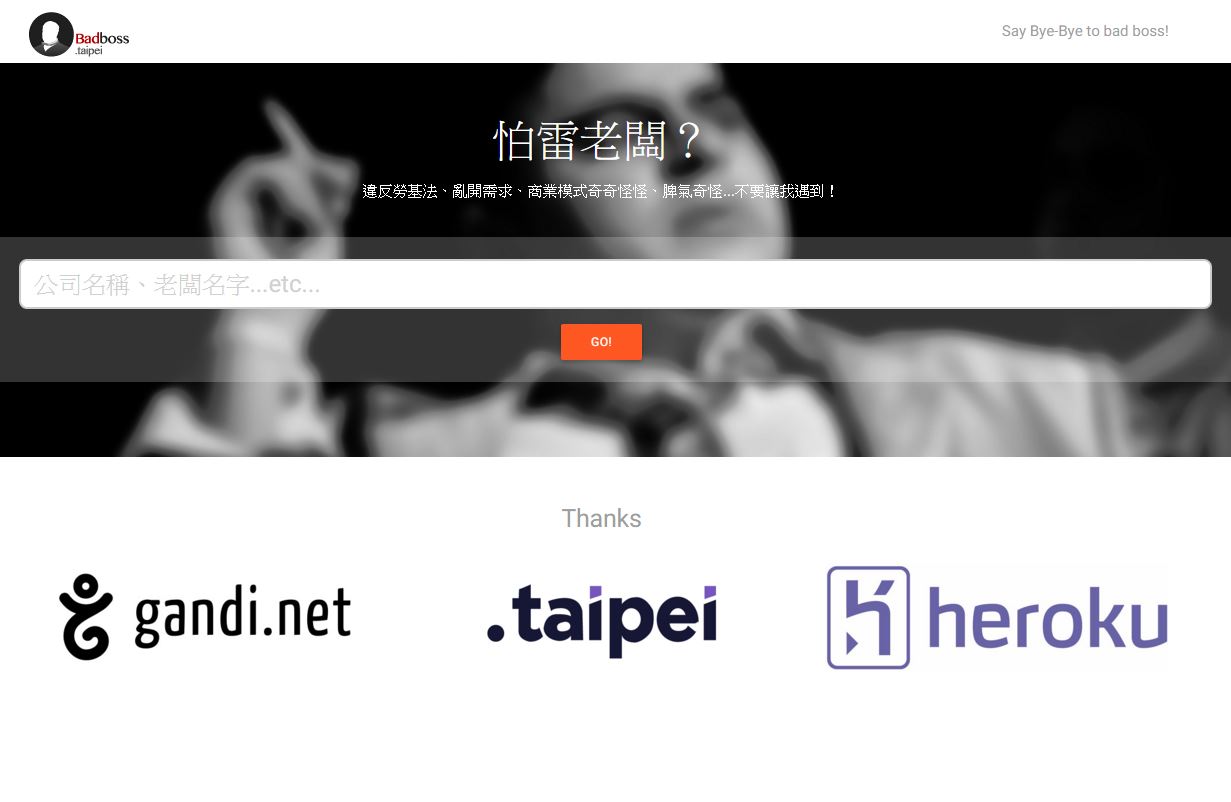 Badboss
.taipei
Say Bye-Bye to bad boss!
怕雷老闆？
違反勞基法、亂開需求、商業模式奇奇怪怪、脾氣奇怪...不要讓我遇到！
公司名稱、老闆名字...etc...
GO!
Thanks
gandi.net
.taipei
heroku